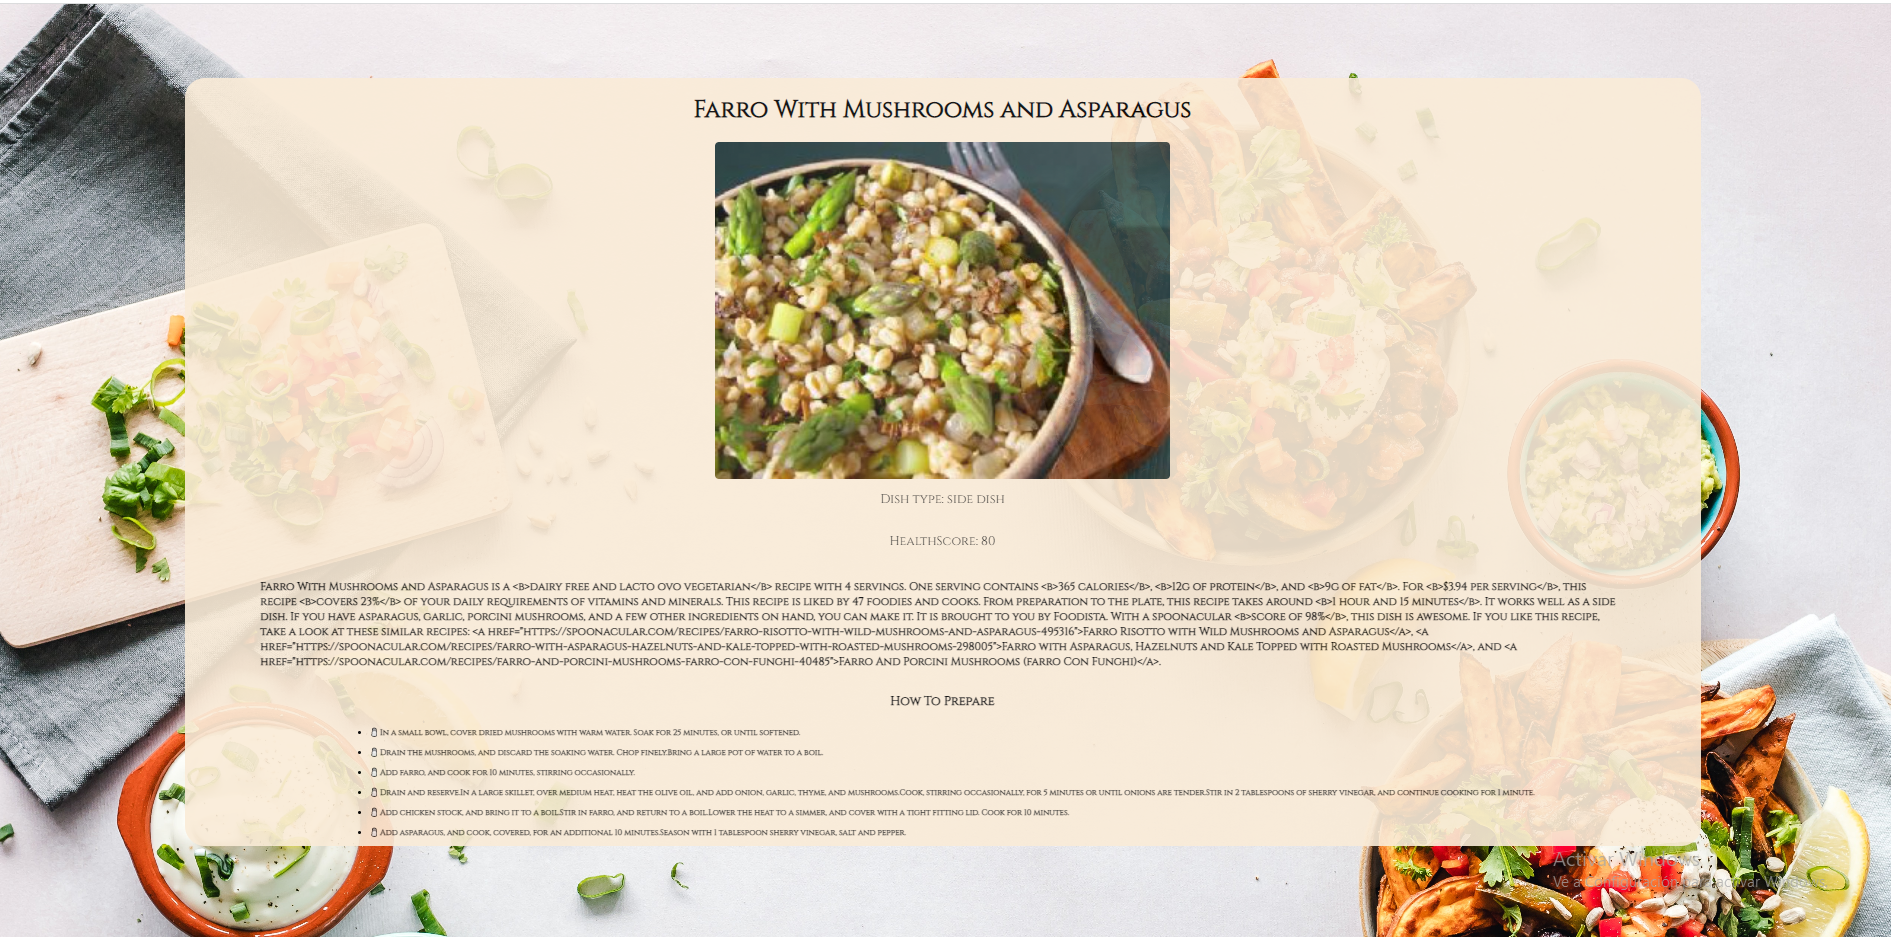 Farro With Mushrooms and Asparagus
Dish type: side dish
HealthScore: 80
Farro With Mushrooms and Asparagus is a <b>dairy free and lacto ovo vegetarian</b> recipe with 4 servings. One serving contains <b>365 calories</b>, <b>12g of protein</b>, and <b>9g of fat</b>. For <b>$3.94 per serving</b>, this
recipe <b>covers 23%</b> of your daily requirements of vitamins and minerals. This recipe is liked by 47 foodies and cooks. From preparation to the plate, this recipe takes around <b>1 hour and 15 minutes</b>. It works well as a side
dish. If you have asparagus, garlic, porcini mushrooms, and a few other ingredients on hand, you can make it. It is brought to you by Foodista. With a spoonacular <b>score of 98%</b>, this dish is awesome. If you like this recipe,
take a look at these similar recipes: <a href="https://spoonacular.com/recipes/farro-risotto-with-wild-mushrooms-and-asparagus-495316">Farro Risotto with Wild Mushrooms and Asparagus</a>, <a
href="https://spoonacular.com/recipes/farro-with-asparagus-hazelnuts-and-kale-topped-with-roasted-mushrooms-298005">Farro with Asparagus, Hazelnuts and Kale Topped with Roasted Mushrooms</a>, and <a
href="https://spoonacular.com/recipes/farro-and-porcini-mushrooms-farro-con-funghi-40485">Farro And Porcini Mushrooms (Farro Con Funghi)</a>.
How To Prepare
In a small bowl, cover dried mushrooms with warm water. Soak for 25 minutes, or until softened.
Drain the mushrooms, and discard the soaking water. Chop finely.Bring a large pot of water to a boil.
Add farro, and cook for 10 minutes, stirring occasionally.
Drain and reserve.In a large skillet, over medium heat, heat the olive oil, and add onion, garlic, thyme, and mushrooms.Cook, stirring occasionally, for 5 minutes or until onions are tender.Stir in 2 tablespoons of sherry vinegar, and continue cooking for 1 minute.
Add chicken stock, and bring it to a boil.Stir in farro, and return to a boil.Lower the heat to a simmer, and cover with a tight fitting lid. Cook for 10 minutes.
Add asparagus, and cook, covered, for an additional 10 minutes.Season with 1 tablespoon sherry vinegar, salt and pepper.
Activar Windows